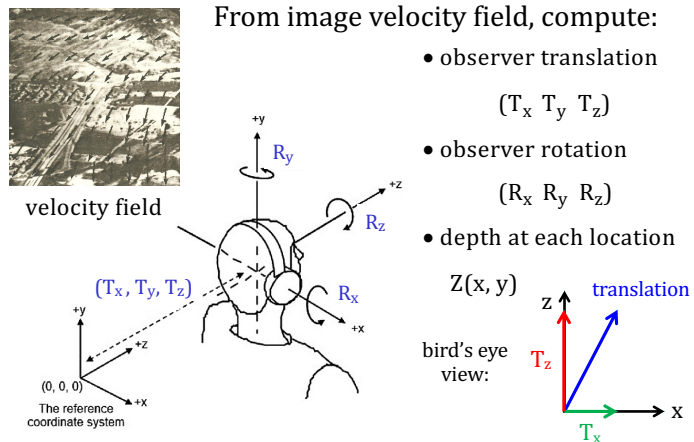 From image velocity field, compute:
• observer translation
(Tx Ty Tz)
• observer rotation
(Rx Ry Rz)
• depth at each location
Z(x, y)
velocity field
+y
Ry
+z
Rz
(Tx , Ty, Tz)
Rx
+x
+y
+z
(0, 0, 0)
+x
The reference
coordinate system
bird’s eye
view:
z
translation
Tz
x
Tx